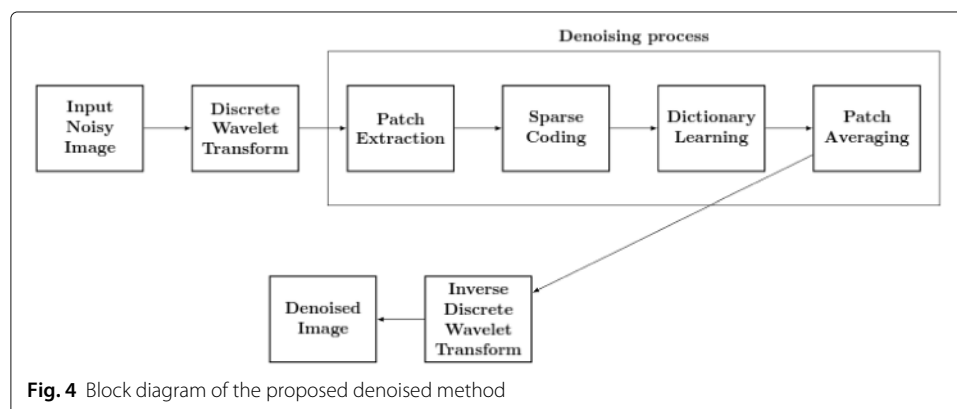 Denoising process
Input
Noisy
Image
Discrete
Wavelet
Transform
Patch
Extraction
Sparse
Coding
Dictionary
Learning
Patch
Averaging
Denoised
Image
Inverse
Discrete
Wavelet
Transform
Fig. 4 Block diagram of the proposed denoised method